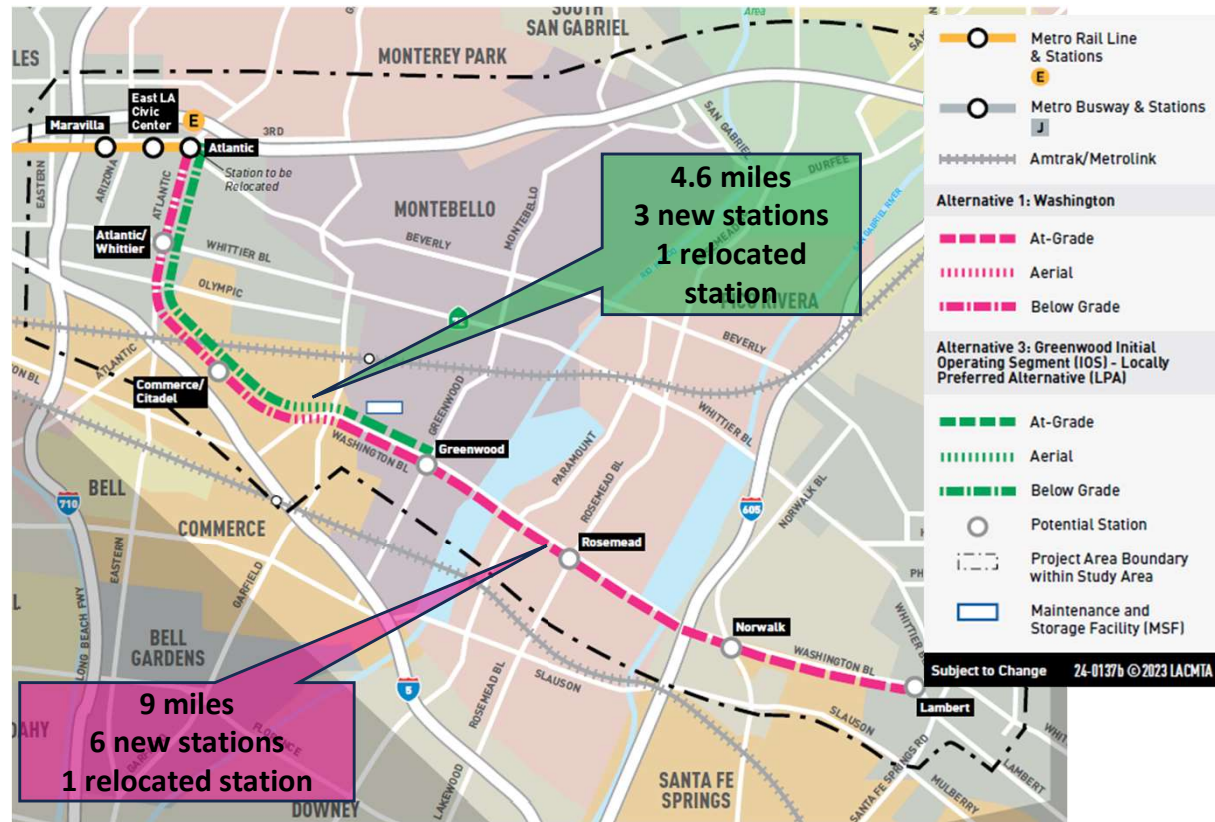 SOUTH
SAN GABRIEL
MONTEREY PARK
LES
East LA
Civic
Center
E
Maravilla
Atlantic
3RD
Station to be
Relocated
EASTERN
ARIZONA
ATLANTIC
SAN GABRIEL
DURFEE
SAN GABRIEL RIVER
MONTEBELLO
MONTEBELLO
Atlantic/
Whittier
WHITTIER BL
BEVERLY
OLYMPIC
4.6 miles
3 new stations
1 relocated
station
PICO RIVERA
BEVERLY
ATLANTIC
Commerce/
Citadel
GREENWOOD
WASHINGTON BL
Greenwood
WHITTIER BL
PARAMOUNT
ROSEMEAD BL
NORWALK BL
BELL
710
COMMERCE
605
Rosemead
EASTERN
GARFIELD
LONG BEACH FWY
BELL
GARDENS
Norwalk
WASHINGTON BL
WHITTIER BL
SLAUSON
5
ROSEMEAD BL
Lambert
SLAUSON
9 miles
6 new stations
1 relocated station
LAKEWOOD
DOWNEY
SANTA FE
SPRINGS
SANTA FE SPRINGS RD
LAMBERT
MULBERRY
Metro Rail Line
& Stations
E
Metro Busway & Stations
J
Amtrak/Metrolink
Alternative 1: Washington
At-Grade
Aerial
Below Grade
Alternative 3: Greenwood Initial
Operating Segment (IOS) - Locally
Preferred Alternative (LPA)
At-Grade
Aerial
Below Grade
Potential Station
Project Area Boundary
within Study Area
Maintenance and
Storage Facility (MSF)
Subject to Change 24-0137b ©2023 LACMTA